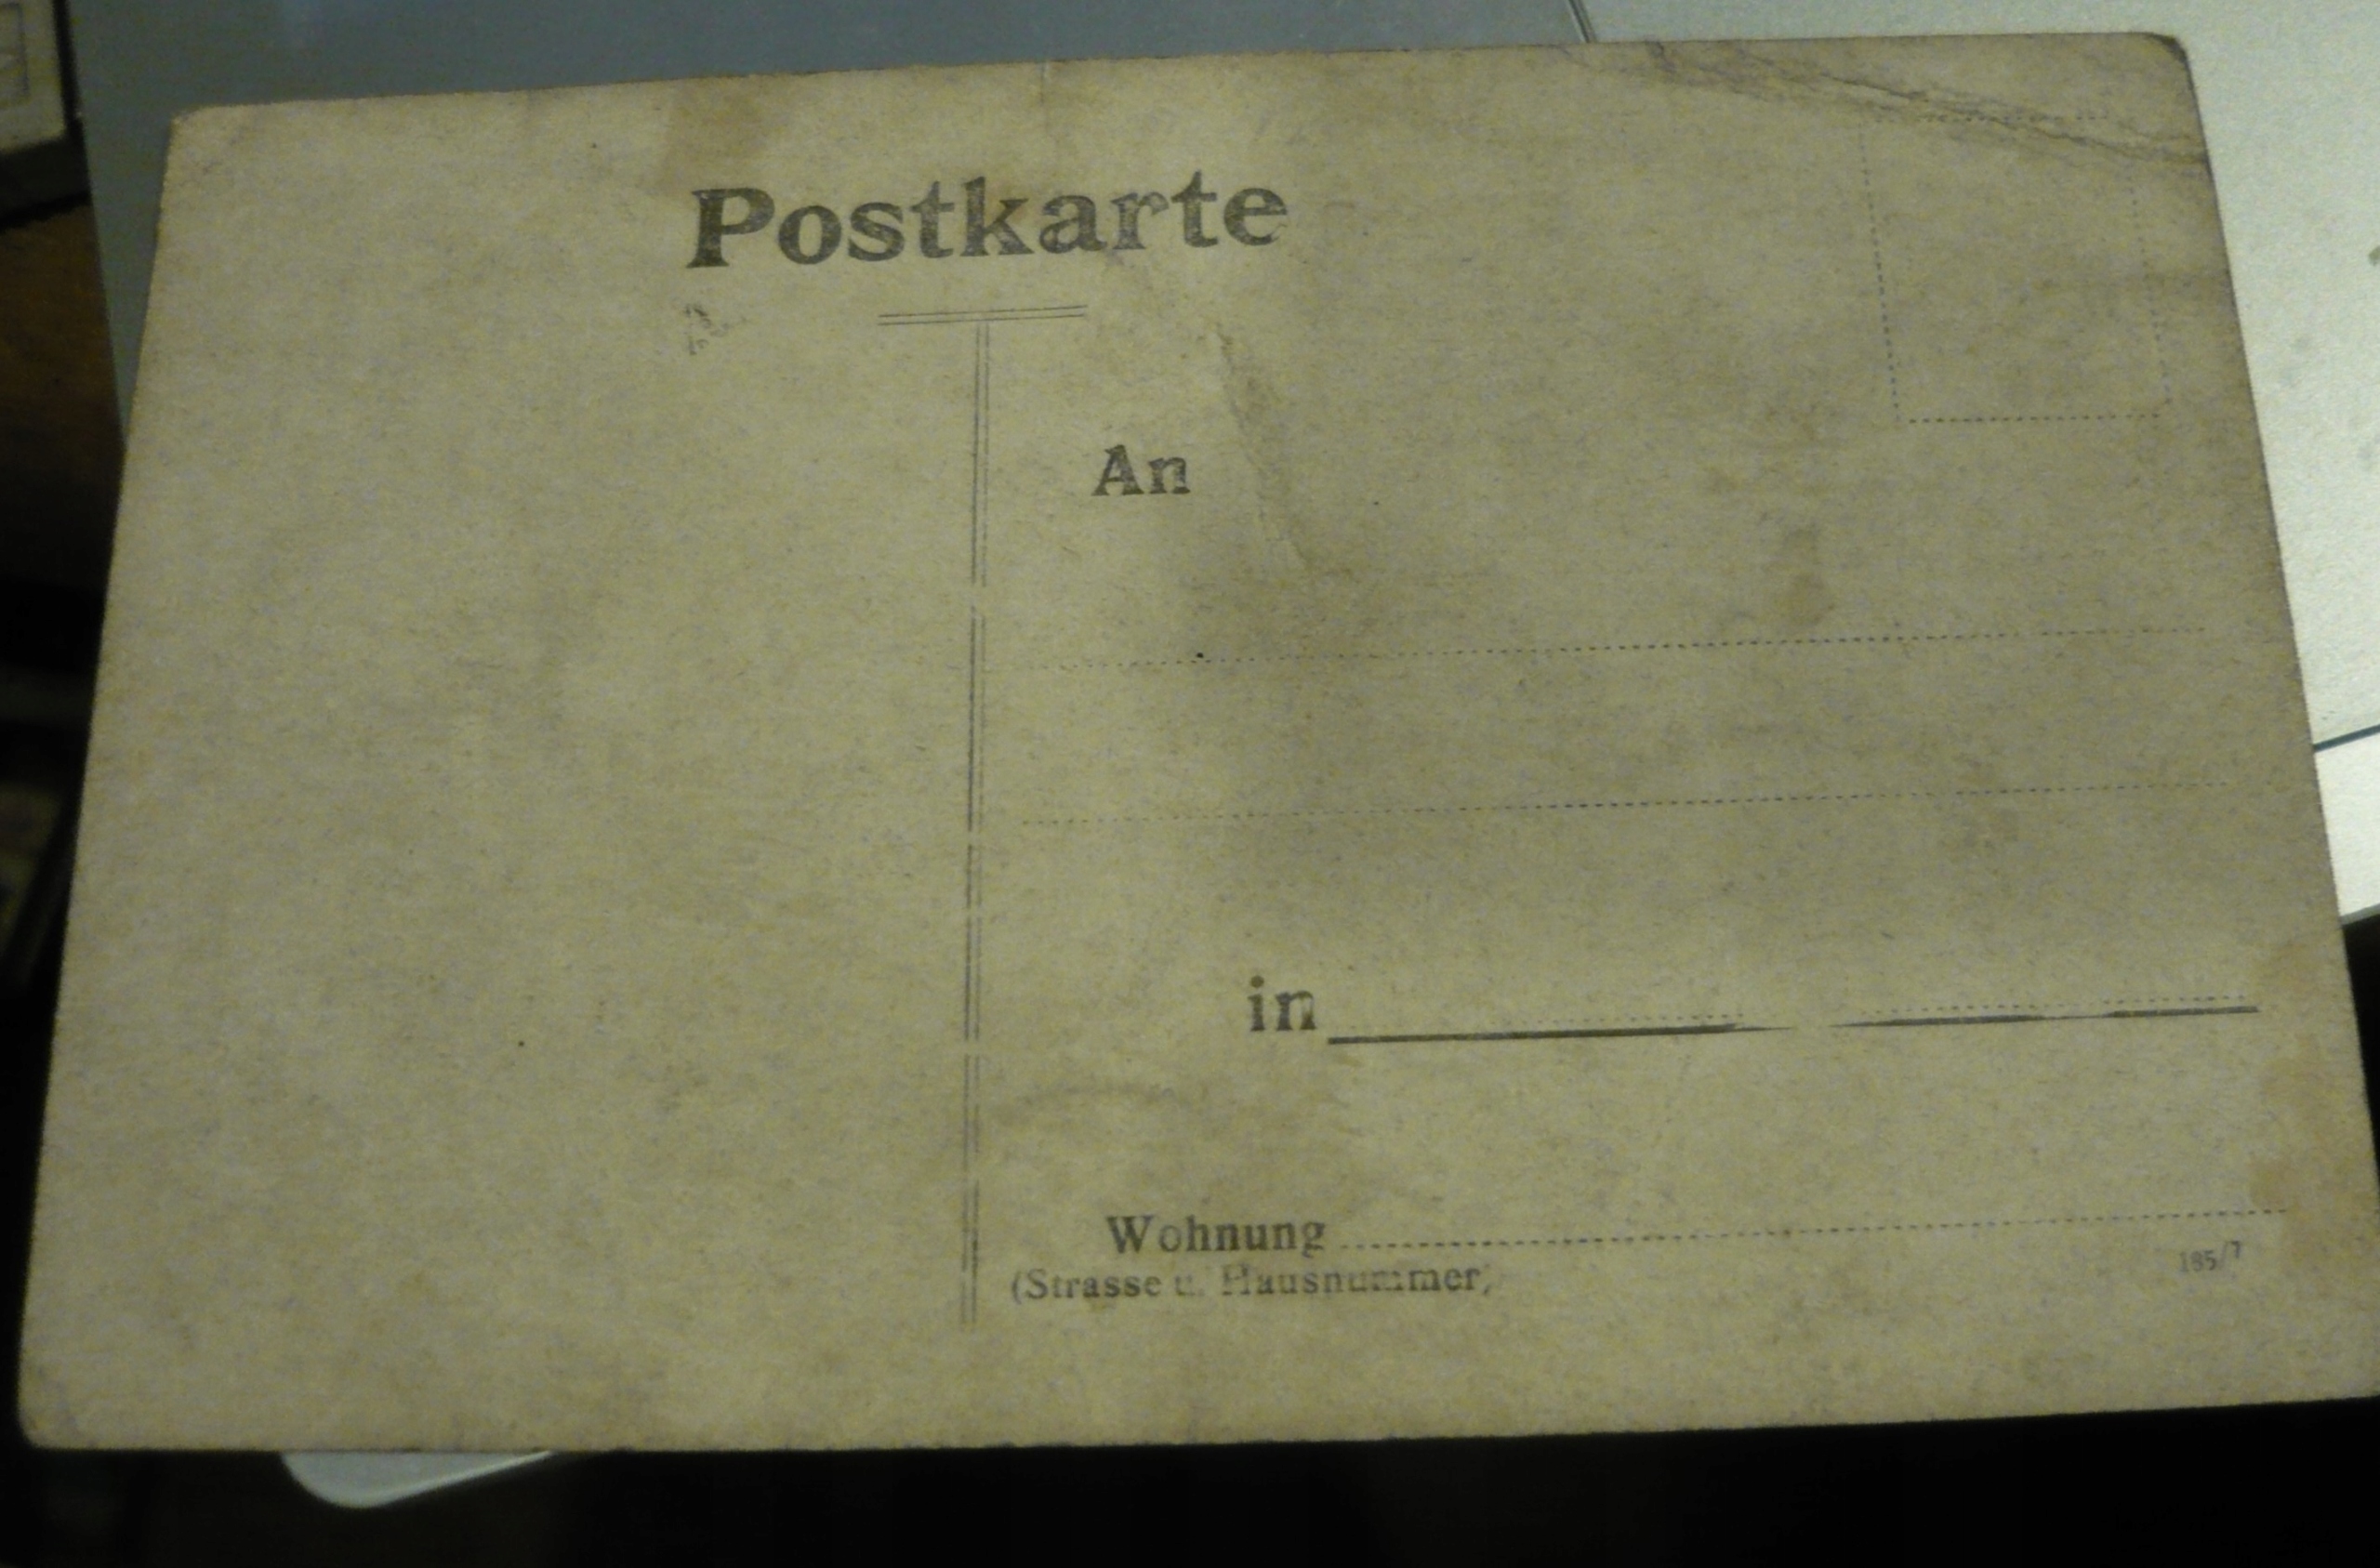 Postkarte
An
in
Wohnung
(Strasse u. Hausnummer)
185/7